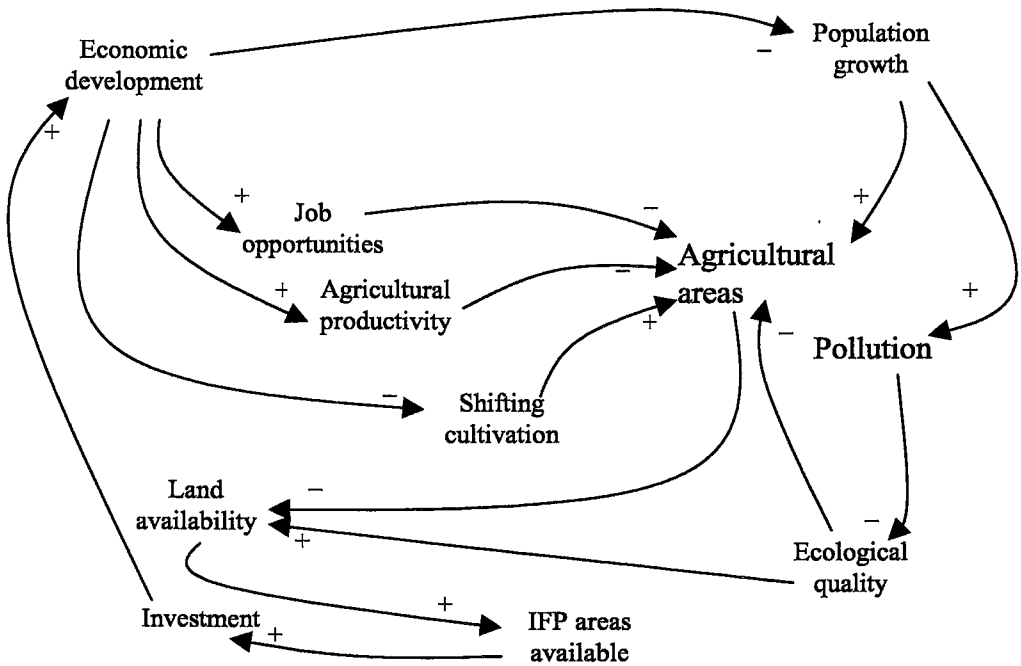 Economic
development
Population
growth
−
+
+
Job
opportunities
−
+
Agricultural
areas
+
Agricultural
productivity
−
+
+
−
Pollution
−
Shifting
cultivation
Land
availability
−
+
−
Ecological
quality
+
Investment
+
IFP areas
available